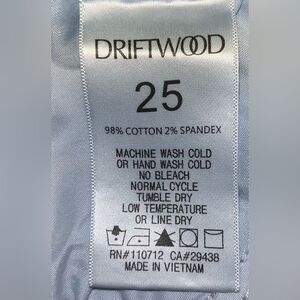 DRIFTWOOD
25
98% COTTON 2% SPANDEX
MACHINE WASH COLD
OR HAND WASH COLD
NO BLEACH
NORMAL CYCLE
TUMBLE DRY
LOW TEMPERATURE
OR LINE DRY
RN#110712 CA#29438
MADE IN VIETNAM